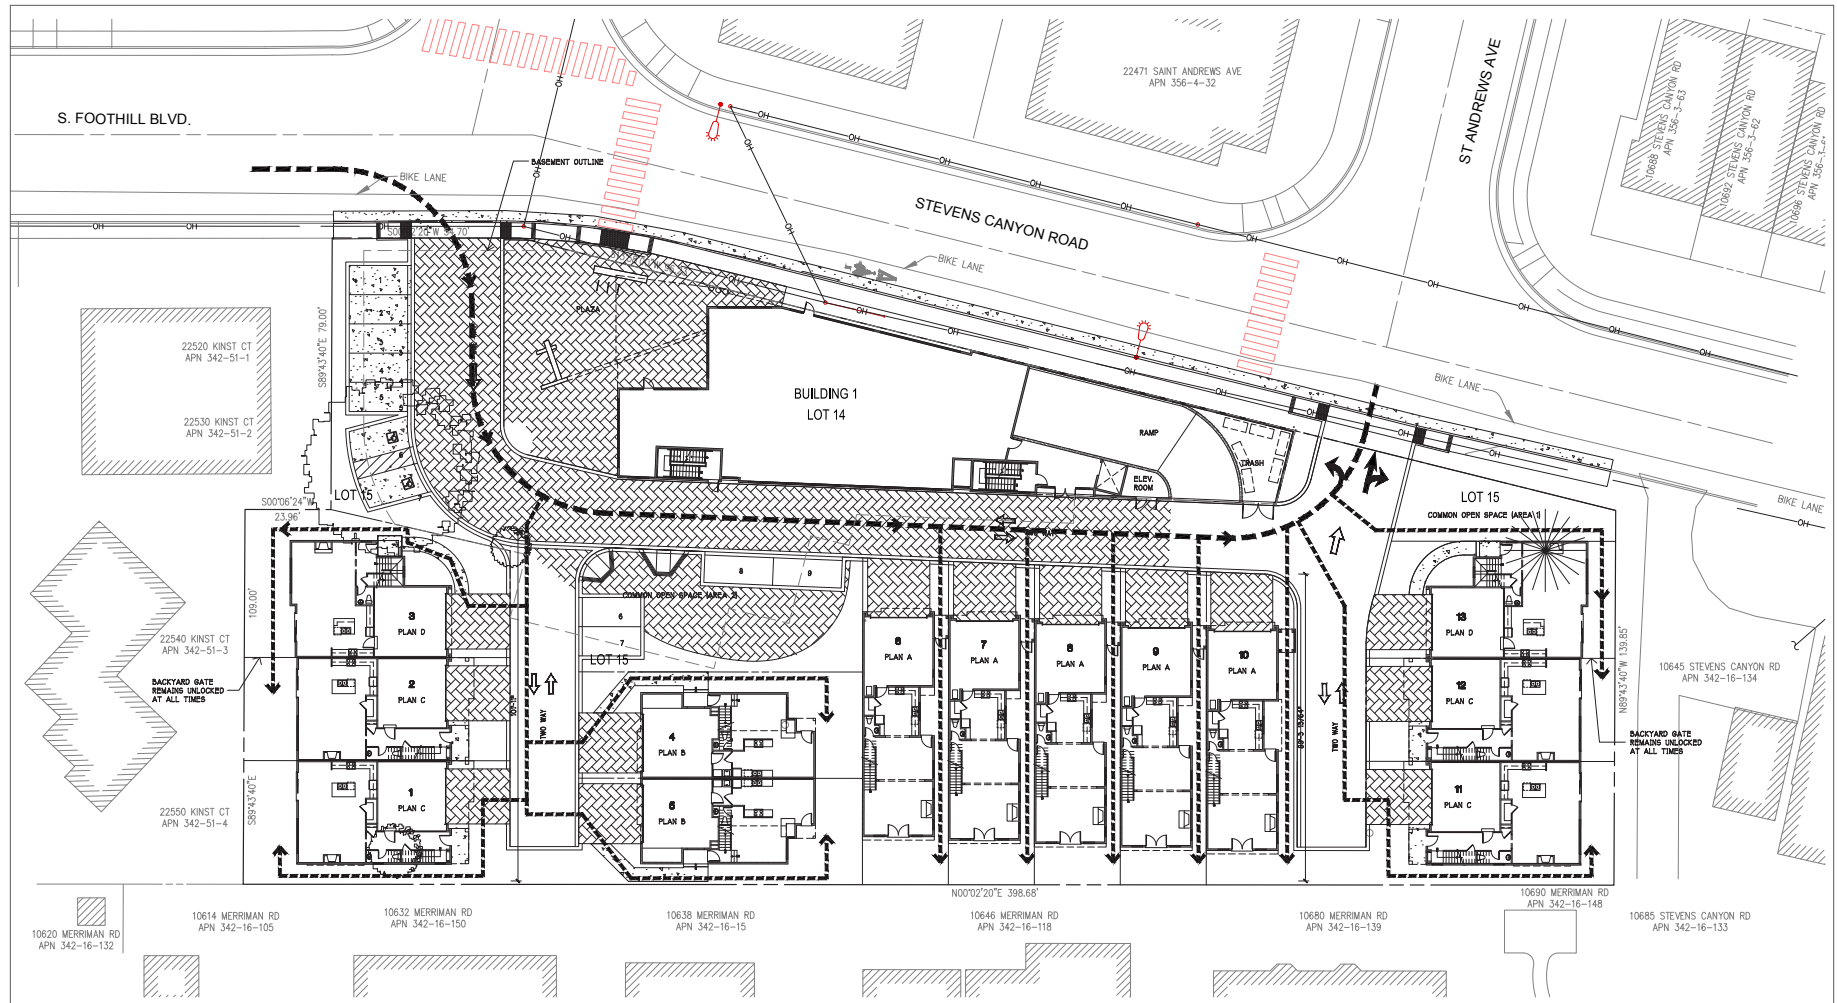 S. FOOTHILL BLVD.
BASEMENT OUTLINE
BIKE LANE
22471 SAINT ANDREWS AVE
APN 356-4-32
ST ANDREWS AVE
10688 STEVENS CANYON RD
APN 356-3-63
10692 STEVENS CANYON RD
APN 356-3-62
10696 STEVENS CANYON RD
STEVENS CANYON ROAD
BIKE LANE
BIKE LANE
BIKE LANE
OH
PLAZA
S89°43'40"E 79.00'
22520 KINST CT
APN 342-51-1
22530 KINST CT
APN 342-51-2
BUILDING 1
LOT 14
RAMP
TRASH
ELEV.
ROOM
LOT 15
S00°06'24"W
23.96'
LOT 15
COMMON OPEN SPACE (AREA 1)
109.00'
COMMON OPEN SPACE (AREA 2)
8
9
6
7
LOT 15
3
PLAN D
2
PLAN C
1
PLAN C
4
PLAN B
5
PLAN B
6
PLAN A
7
PLAN A
8
PLAN A
9
PLAN A
10
PLAN A
13
PLAN D
12
PLAN C
11
PLAN C
TWO WAY
TWO WAY
22540 KINST CT
APN 342-51-3
BACKYARD GATE
REMAINS UNLOCKED
AT ALL TIMES
22550 KINST CT
APN 342-51-4
S89°43'40"E
N89°43'40"W 139.85'
10645 STEVENS CANYON RD
APN 342-16-134
BACKYARD GATE
REMAINS UNLOCKED
AT ALL TIMES
N00°02'20"E 398.68'
10620 MERRIMAN RD
APN 342-16-132
10614 MERRIMAN RD
APN 342-16-105
10632 MERRIMAN RD
APN 342-16-150
10638 MERRIMAN RD
APN 342-16-15
10646 MERRIMAN RD
APN 342-16-118
10680 MERRIMAN RD
APN 342-16-139
10690 MERRIMAN RD
APN 342-16-148
10685 STEVENS CANYON RD
APN 342-16-133